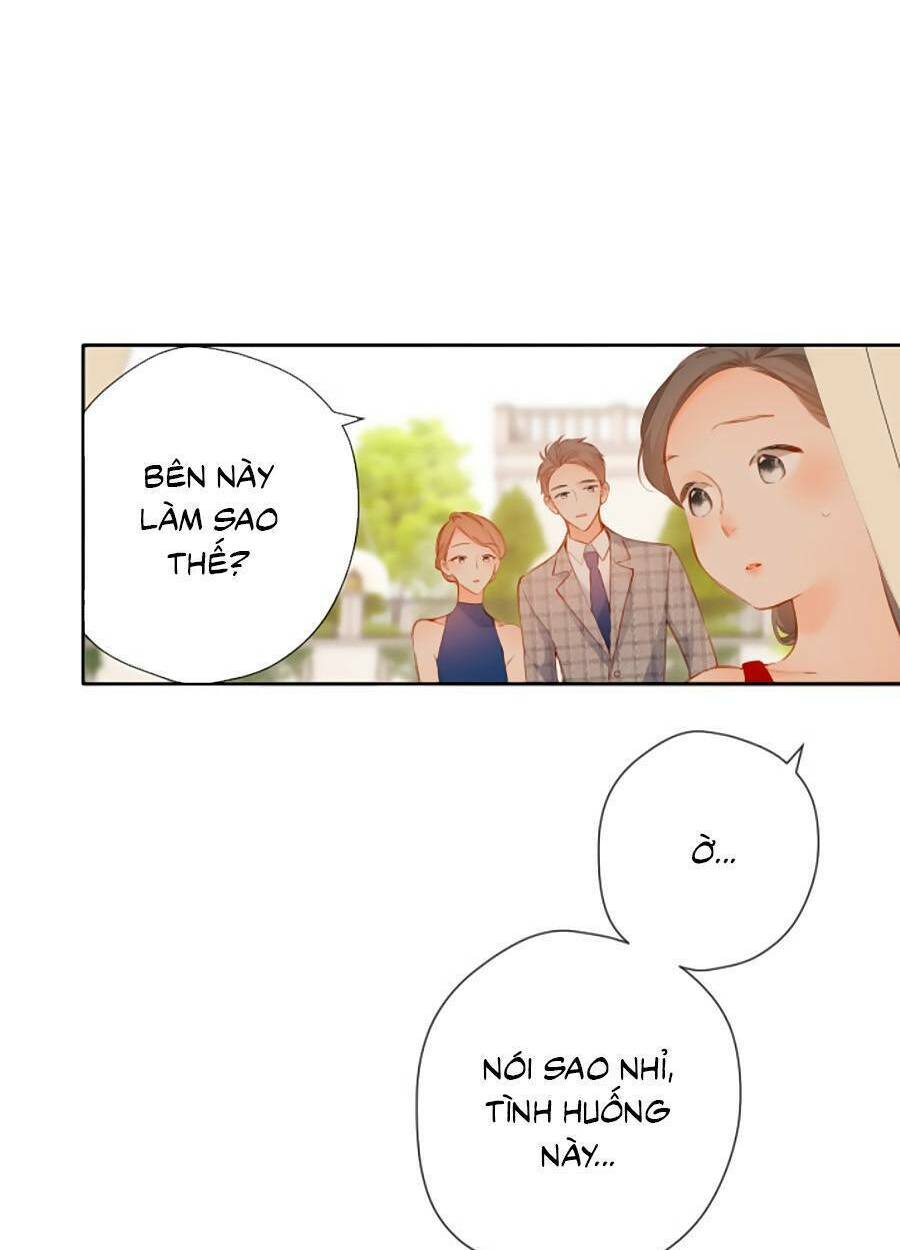 BÊN NÀY
LÀM SAO
THẾ?
Ờ...
NÓI SAO NHỈ,
TÌNH HUỐNG
NÀY...